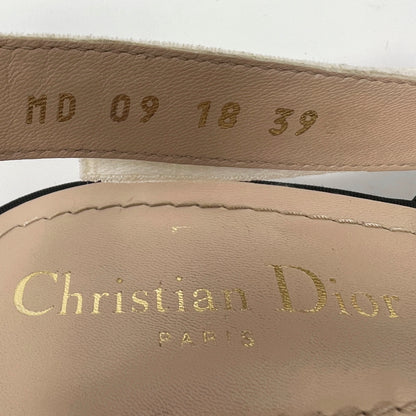 MD 09 18 39
Christian Dior
PARIS